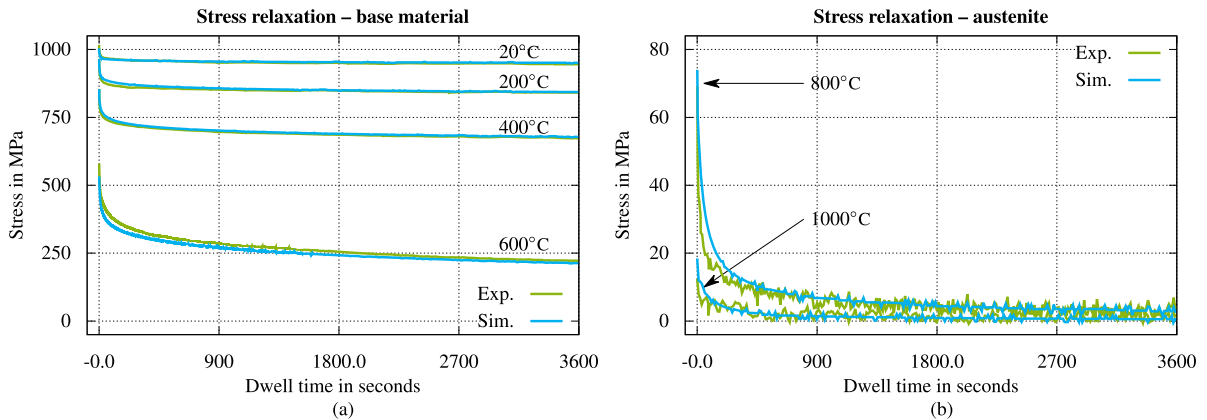 Stress relaxation – base material
Stress in MPa
1000
750
500
250
0
20°C
200°C
400°C
600°C
Exp.
Sim.
-0.0 900 1800.0 2700 3600
Dwell time in seconds
(a)
Stress relaxation – austenite
Stress in MPa
80
60
40
20
0
Exp.
Sim.
800°C
1000°C
-0.0 900 1800.0 2700 3600
Dwell time in seconds
(b)